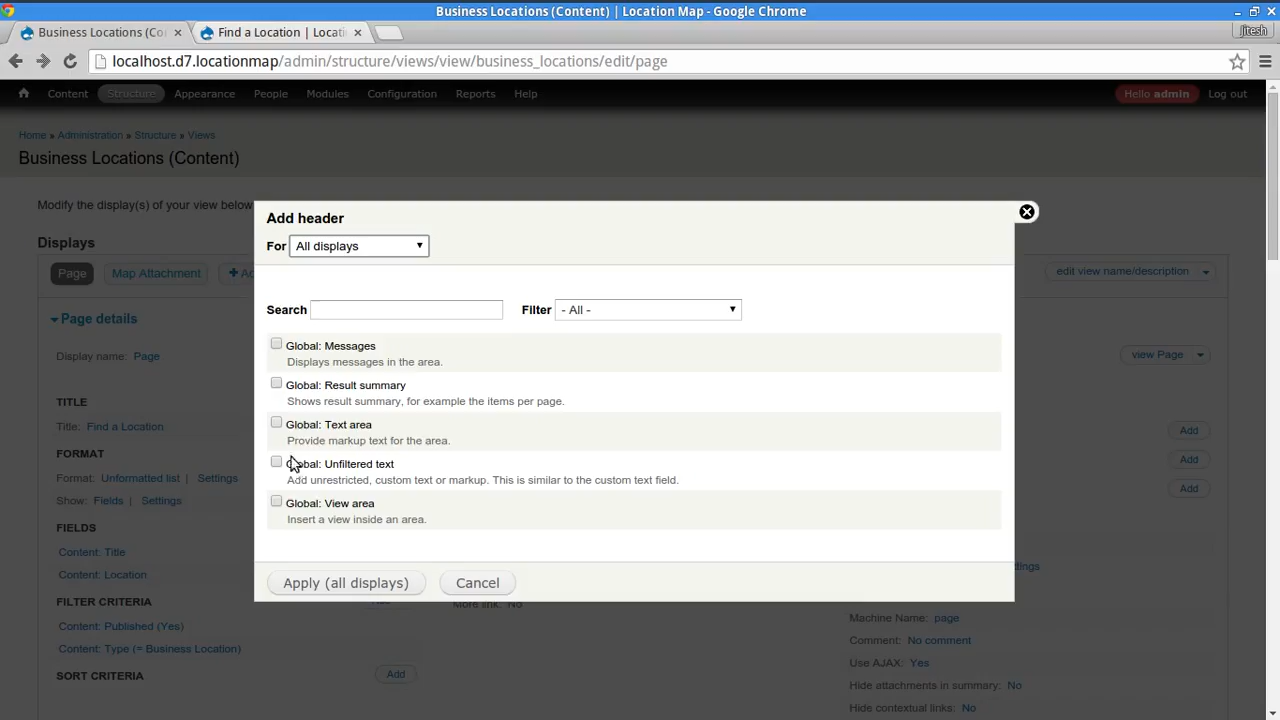 Business Locations (Content) | Location Map - Google Chrome
Business Locations (Co
Find a Location | Locati
jitesh
localhost.d7.locationmap/admin/structure/views/view/business_locations/edit/page
Content Structure Appearance People Modules Configuration Reports Help Hello admin Log out
Home » Administration » Structure » Views
Business Locations (Content)
Modify the display(s) of your view below
Displays
Page Map Attachment + Ad edit view name/description
Page details
Display name: Page view Page
TITLE
Title: Find a Location Add
FORMAT Add
Format: Unformatted list | Settings Add
Show: Fields | Settings
FIELDS
Content: Title
Content: Location dings
FILTER CRITERIA
Content: Published (Yes)
Content: Type (= Business Location)
SORT CRITERIA Add
More link: No
Machine Name: page
Comment: No comment
Use AJAX: Yes
Hide attachments in summary: No
Hide contextual links: No
Add header
For All displays
Search Filter - All -
Global: Messages
Displays messages in the area.
Global: Result summary
Shows result summary, for example the items per page.
Global: Text area
Provide markup text for the area.
Global: Unfiltered text
Add unrestricted, custom text or markup. This is similar to the custom text field.
Global: View area
Insert a view inside an area.
Apply (all displays) Cancel